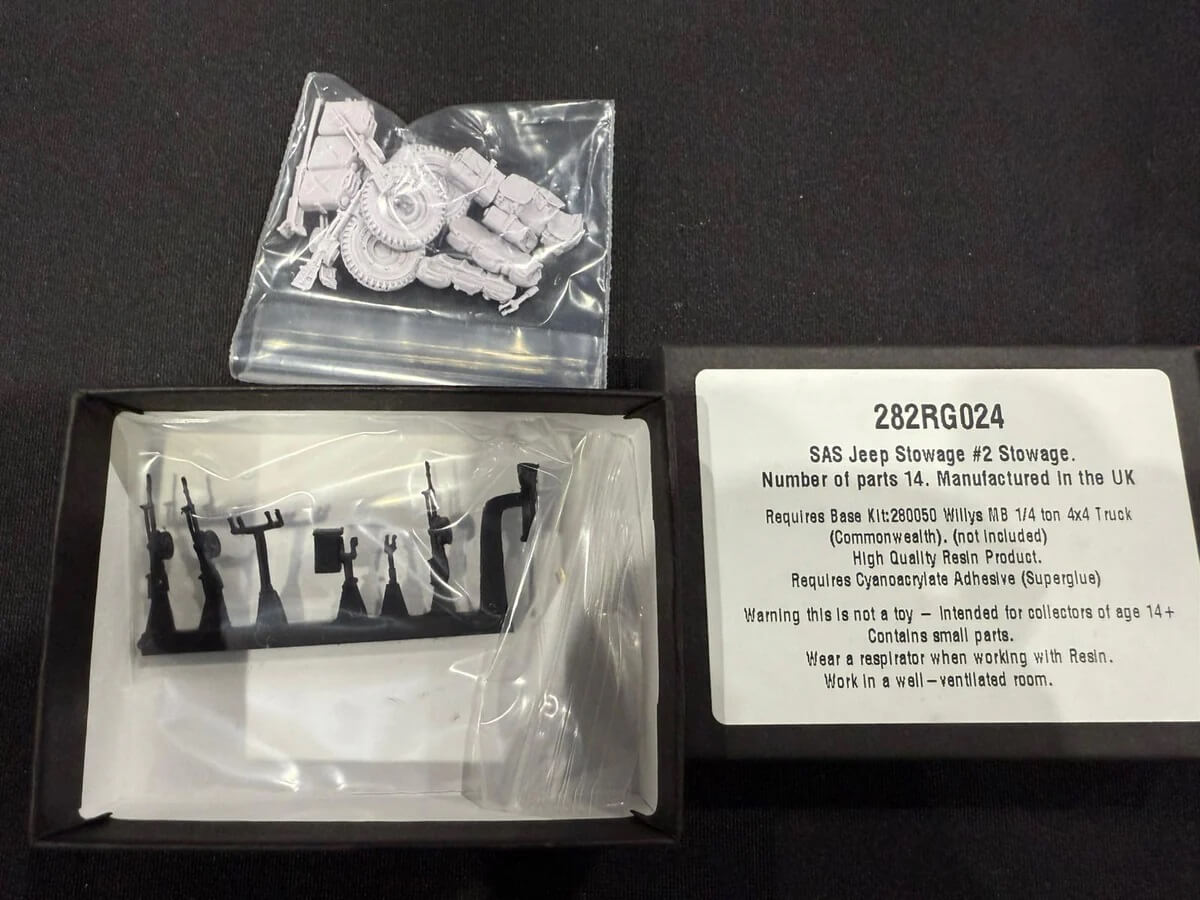 282RG024
SAS Jeep Stowage #2 Stowage.
Number of parts 14. Manufactured in the UK
Requires Base Kit:280050 Willys MB 1/4 ton 4x4 Truck
(Commonwealth). (not included)
High Quality Resin Product.
Requires Cyanoacrylate Adhesive (Superglue)
Warning this is not a toy – Intended for collectors of age 14+
Contains small parts.
Wear a respirator when working with Resin.
Work in a well–ventilated room.